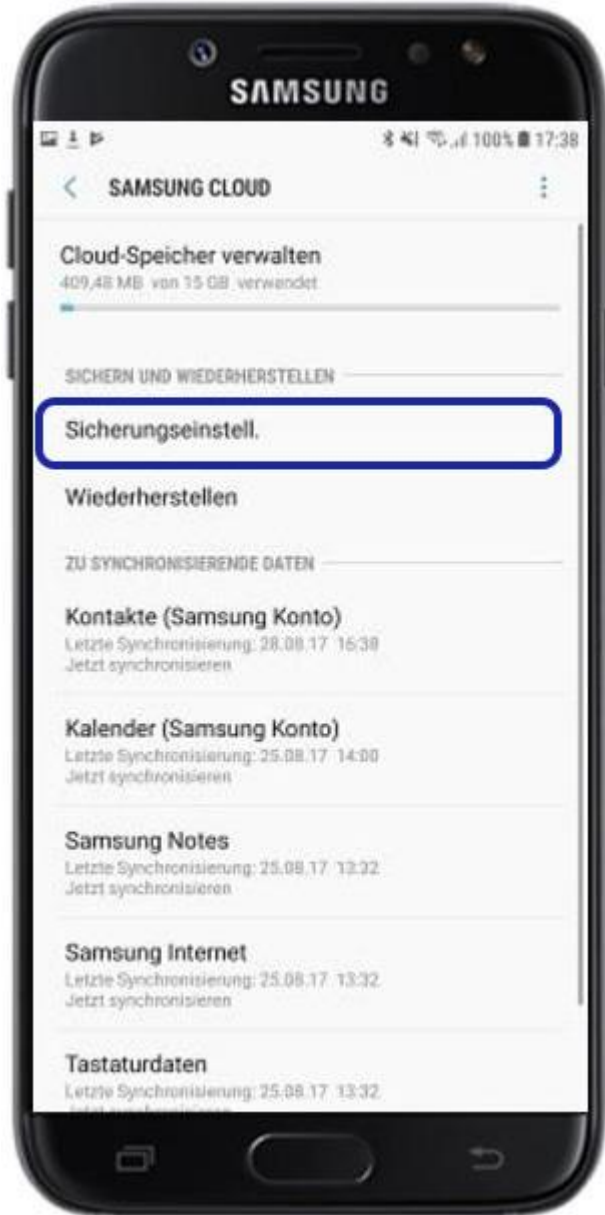 SAMSUNG
100% 17:38
SAMSUNG CLOUD
Cloud-Speicher verwalten
409,48 MB von 15 GB verwendet
SICHERN UND WIEDERHERSTELLEN
Sicherungseinstell.
Wiederherstellen
ZU SYNCHRONISIERENDE DATEN
Kontakte (Samsung Konto)
Letzte Synchronisierung: 28.08.17 16:38
Jetzt synchronisieren
Kalender (Samsung Konto)
Letzte Synchronisierung: 25.08.17 14:00
Jetzt synchronisieren
Samsung Notes
Letzte Synchronisierung: 25.08.17 13:32
Jetzt synchronisieren
Samsung Internet
Letzte Synchronisierung: 25.08.17 13:32
Jetzt synchronisieren
Tastaturdaten
Letzte Synchronisierung: 25.08.17 13:32